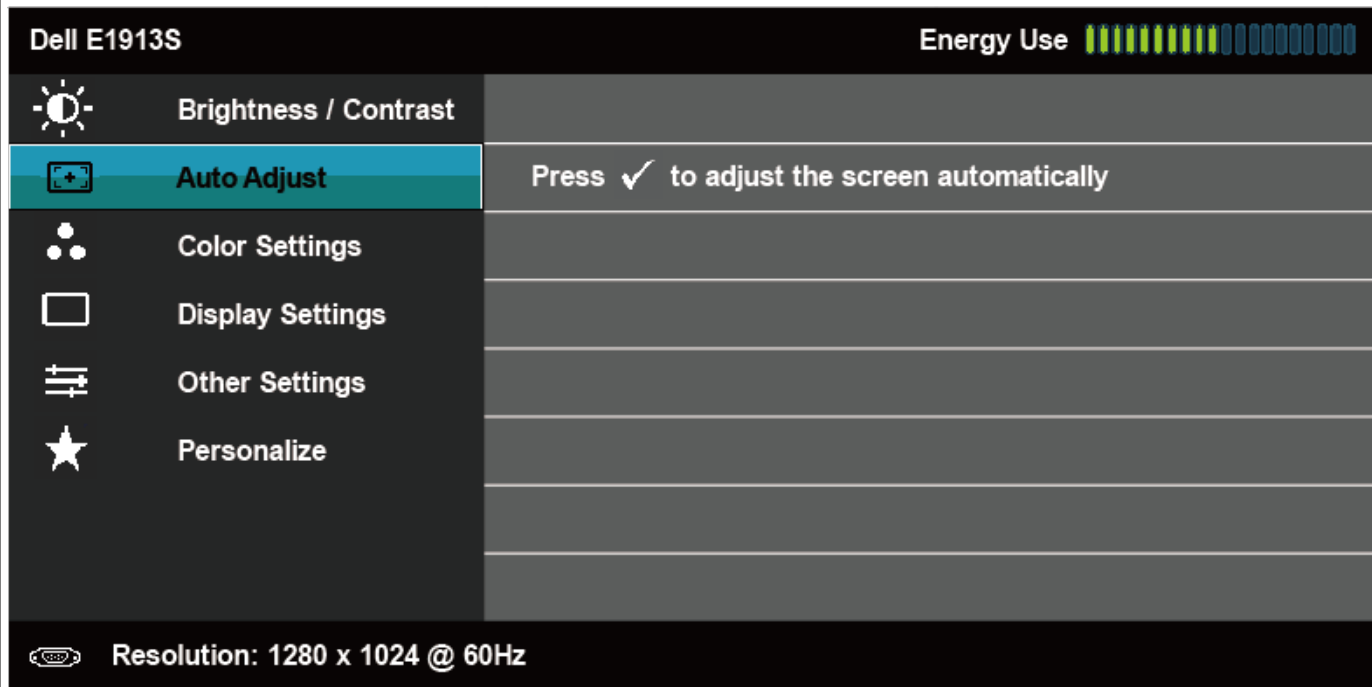 Dell E1913S Energy Use
Brightness / Contrast
Auto Adjust Press ✓ to adjust the screen automatically
Color Settings
Display Settings
Other Settings
Personalize
Resolution: 1280 x 1024 @ 60Hz